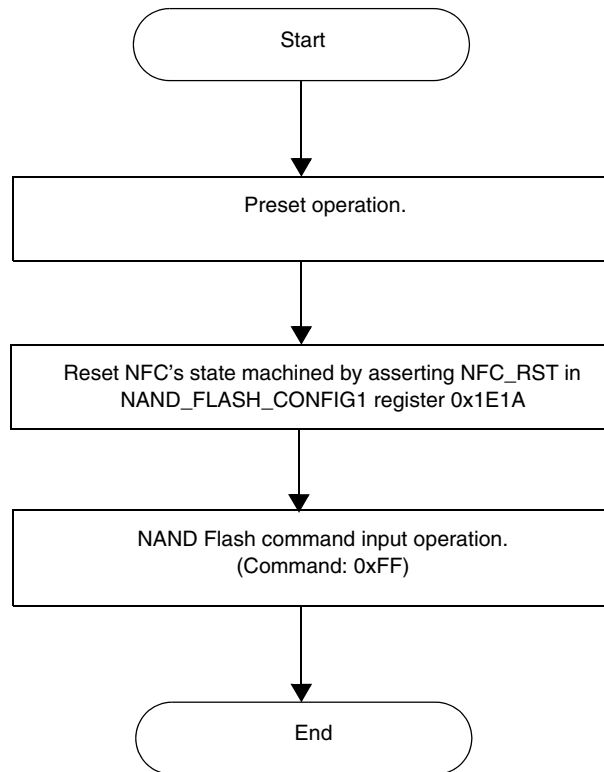 Start
Preset operation.
Reset NFC's state machined by asserting NFC_RST in
NAND_FLASH_CONFIG1 register 0x1E1A
NAND Flash command input operation.
(Command: 0xFF)
End